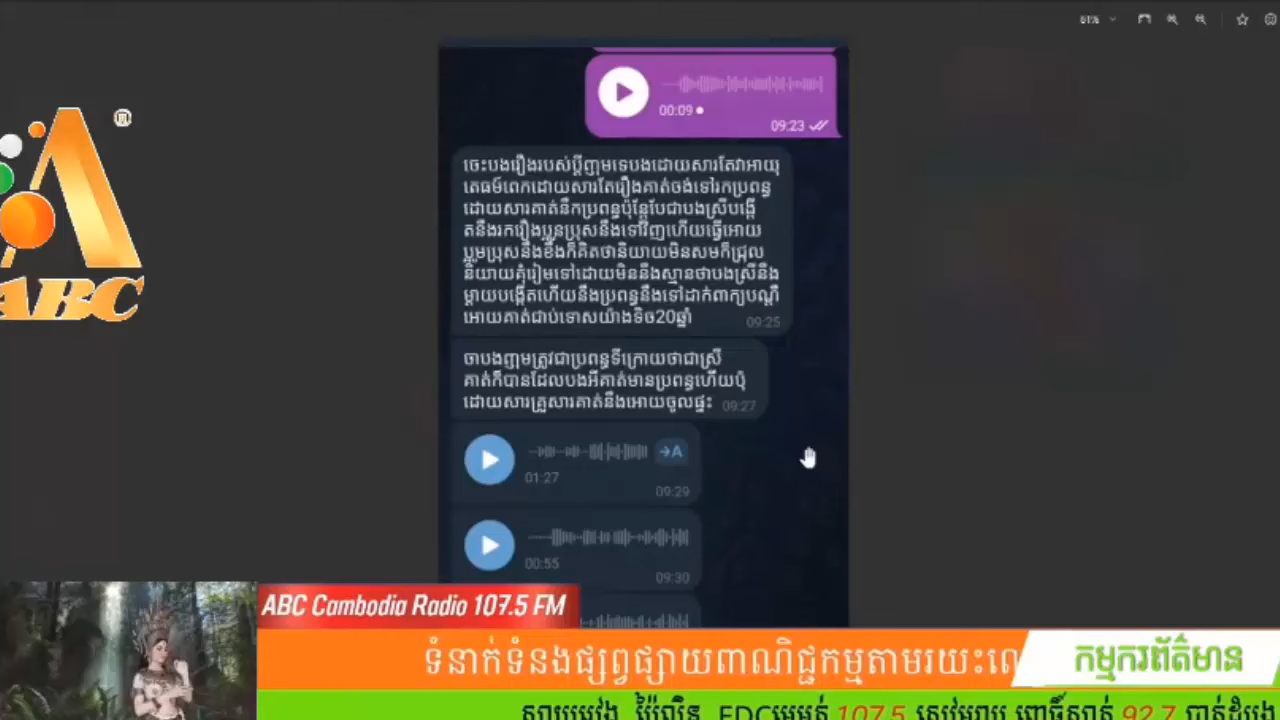 81%
00:09
09:23
ចេះបងរឿងរបស់ប្ដីញុមទេបងដោយសារតែវាអាយុ
តេធម៍ពេកដោយសារតែរឿងគាត់ចង់ទៅរកប្រពន្ធ
ដោយសារគាត់នឹកប្រពន្ធប៉ុន្តែបែជាបងស្រីបង្កើ
តនឹងរករឿងប្អូនប្រុសនឹងទៅវិញហើយធ្វើអោយ
ប្អូមប្រុសនឹងខឹងក៏គិតថានិយាយមិនសមក៏ជ្រុល
និយាយគុំរៀមទៅដោយមិននឹងស្មានថាបងស្រីនឹង
ម្ដាយបង្កើតហើយនឹងប្រពន្ធនឹងទៅដាក់ពាក្យបណ្ដឹ
អោយគាត់ជាប់ទោសយ៉ាងទិច20ឆ្នាំ
09:25
ចាបងញុមត្រូវជាប្រពន្ធទីក្រោយថាជាស្រី
គាត់ក៏បានដែលបងអីគាត់មានប្រពន្ធហើយប៉ុ
ដោយសារគ្រួសារគាត់នឹងអោយចូលផ្ទះ
09:27
→A
01:27
09:29
00:55
09:30
ABC
ABC Cambodia Radio 107.5 FM
ទំនាក់ទំនងផ្សព្វផ្សាយពាណិជ្ជកម្មតាមរយះលេ
កម្មករព័ត៌មាន
107.5
92.7